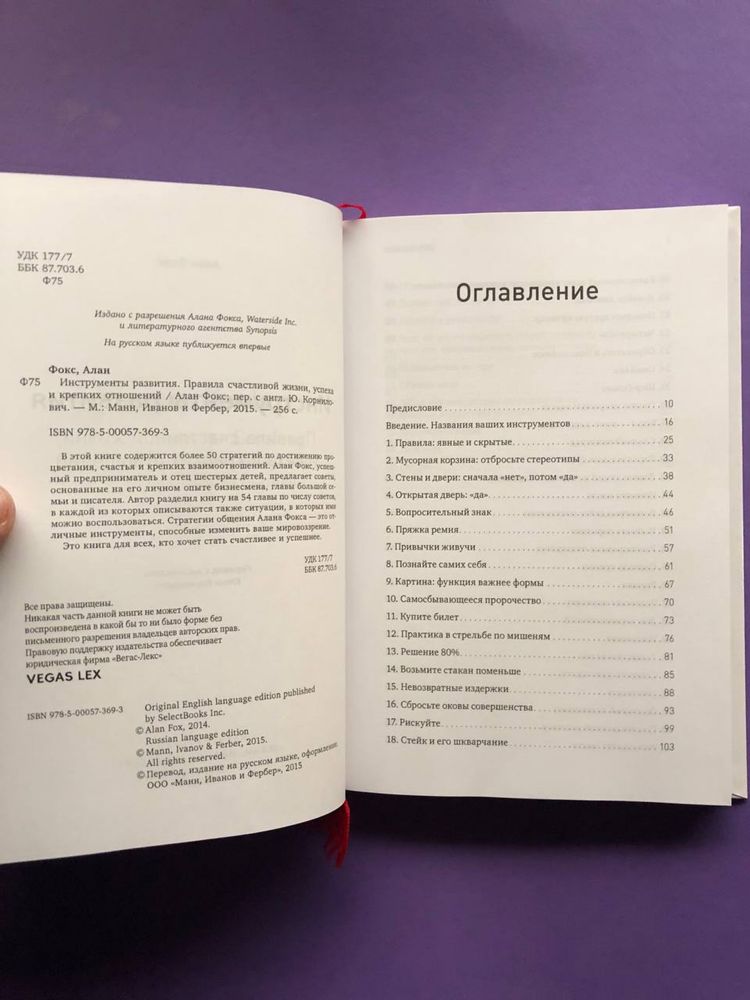 УДК 177/7
ББК 87.703.6
Ф75
Издано с разрешения Алана Фокса, Waterside Inc.
и литературного агентства Synopsis
На русском языке публикуется впервые
Фокс, Алан
Ф75 Инструменты развития. Правила счастливой жизни, успеха
и крепких отношений / Алан Фокс; пер. с англ. Ю. Корнило-
вич. — М.: Манн, Иванов и Фербер, 2015. — 256 с.
ISBN 978-5-00057-369-3
В этой книге содержится более 50 стратегий по достижению про-
цветания, счастья и крепких взаимоотношений. Алан Фокс, успеш-
ный предприниматель и отец шестерых детей, предлагает советы,
основанные на его личном опыте бизнесмена, главы большой се-
мьи и писателя. Автор разделил книгу на 54 главы по числу советов,
в каждой из которых описываются также ситуации, в которых ими
можно воспользоваться. Стратегии общения Алана Фокса — это от-
личные инструменты, способные изменить ваше мировоззрение.
Это книга для всех, кто хочет стать счастливее и успешнее.
УДК 177/7
ББК 87.703.6
Все права защищены.
Никакая часть данной книги не может быть
воспроизведена в какой бы то ни было форме без
письменного разрешения владельцев авторских прав.
Правовую поддержку издательства обеспечивает
юридическая фирма «Вегас-Лекс»
VEGAS LEX
ISBN 978-5-00057-369-3
Original English language edition published
by SelectBooks Inc.
© Alan Fox, 2014.
Russian language edition
© Mann, Ivanov & Ferber, 2015.
All rights reserved.
© Перевод, издание на русском языке, оформление.
ООО «Манн, Иванов и Фербер», 2015
Оглавление
Предисловие 10
Введение. Названия ваших инструментов 16
1. Правила: явные и скрытые 25
2. Мусорная корзина: отбросьте стереотипы 33
3. Стены и двери: сначала «нет», потом «да» 38
4. Открытая дверь: «да» 44
5. Вопросительный знак 46
6. Пряжка ремня 51
7. Привычки живучи 57
8. Познайте самих себя 61
9. Картина: функция важнее формы 67
10. Самосбывающееся пророчество 70
11. Купите билет 73
12. Практика в стрельбе по мишеням 76
13. Решение 80% 81
14. Возьмите стакан поменьше 85
15. Невозвратные издержки 88
16. Сбросьте оковы совершенства 93
17. Рискуйте 99
18. Стейк и его шкварчание 103